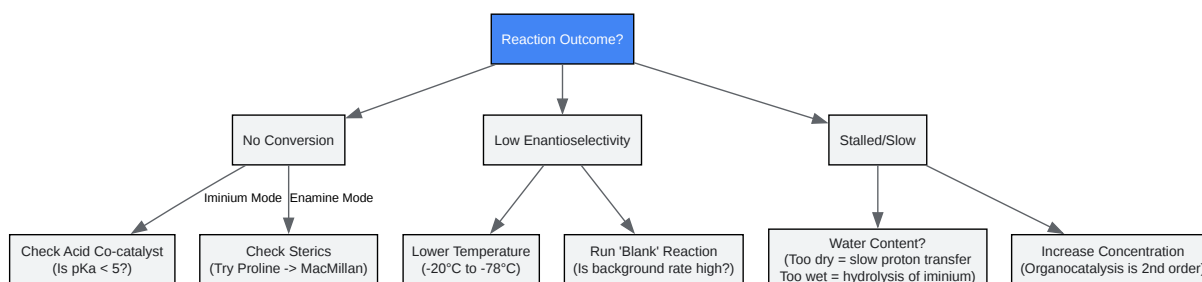 Reaction Outcome?
No Conversion
Low Enantioselectivity
Stalled/Slow
Iminium Mode
Enamine Mode
Check Acid Co-catalyst
(Is pKa < 5?)
Check Sterics
(Try Proline -> MacMillan)
Lower Temperature
(-20°C to -78°C)
Run 'Blank' Reaction
(Is background rate high?)
Water Content?
(Too dry = slow proton transfer
Too wet = hydrolysis of iminium)
Increase Concentration
(Organocatalysis is 2nd order)